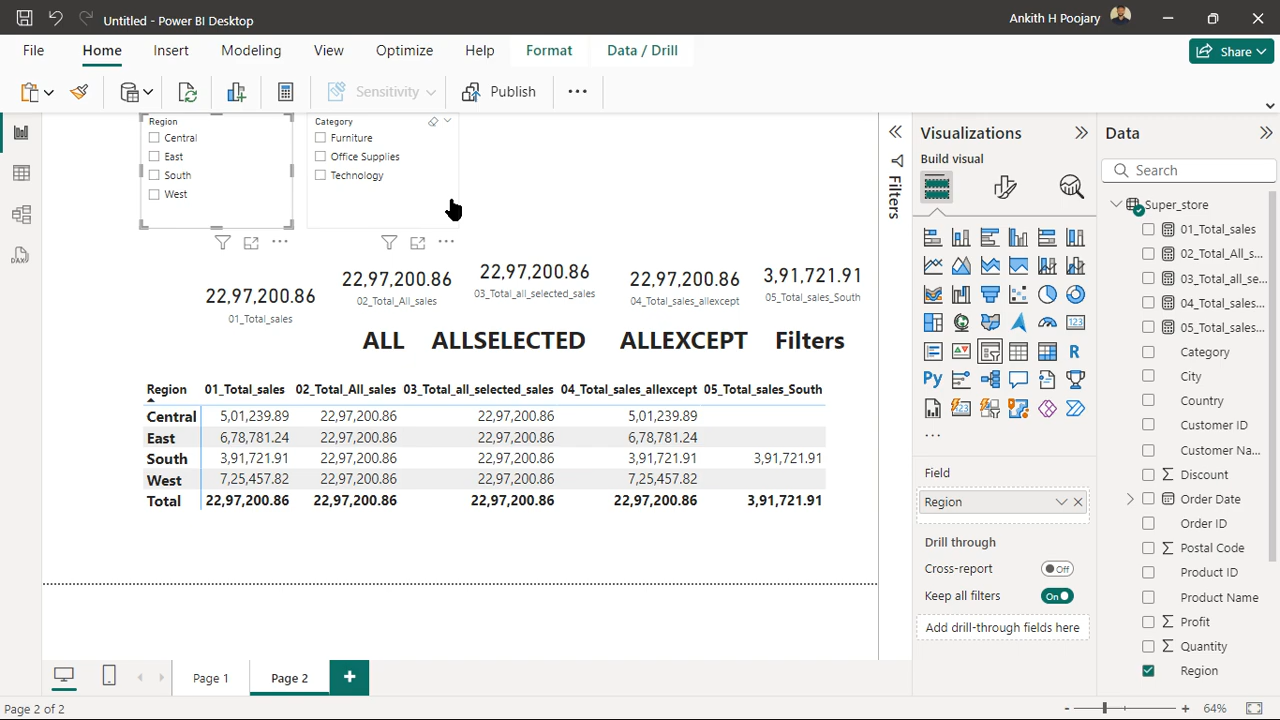 Untitled - Power BI Desktop
Ankith H Poojary
File Home Insert Modeling View Optimize Help Format Data / Drill
Share
Sensitivity
Publish
Region
Central
East
South
West
Category
Furniture
Office Supplies
Technology
22,97,200.86
01_Total_sales
22,97,200.86
02_Total_All_sales
22,97,200.86
03_Total_all_selected_sales
22,97,200.86
04_Total_sales_allexcept
3,91,721.91
05_Total_sales_South
ALL ALLSELECTED ALLEXCEPT Filters
Region 01_Total_sales 02_Total_All_sales 03_Total_all_selected_sales 04_Total_sales_allexcept 05_Total_sales_South
Central 5,01,239.89 22,97,200.86 22,97,200.86 5,01,239.89
East 6,78,781.24 22,97,200.86 22,97,200.86 6,78,781.24
South 3,91,721.91 22,97,200.86 22,97,200.86 3,91,721.91 3,91,721.91
West 7,25,457.82 22,97,200.86 22,97,200.86 7,25,457.82
Total 22,97,200.86 22,97,200.86 22,97,200.86 22,97,200.86 3,91,721.91
Filters
Visualizations
Build visual
123
R
Py
Field
Region
Drill through
Cross-report Off
Keep all filters On
Add drill-through fields here
Data
Search
Super_store
01_Total_sales
02_Total_All_s...
03_Total_all_se...
04_Total_sales...
05_Total_sales...
Category
City
Country
Customer ID
Customer Na...
Discount
Order Date
Order ID
Postal Code
Product ID
Product Name
Profit
Quantity
Region
Page 1 Page 2
Page 2 of 2
64%